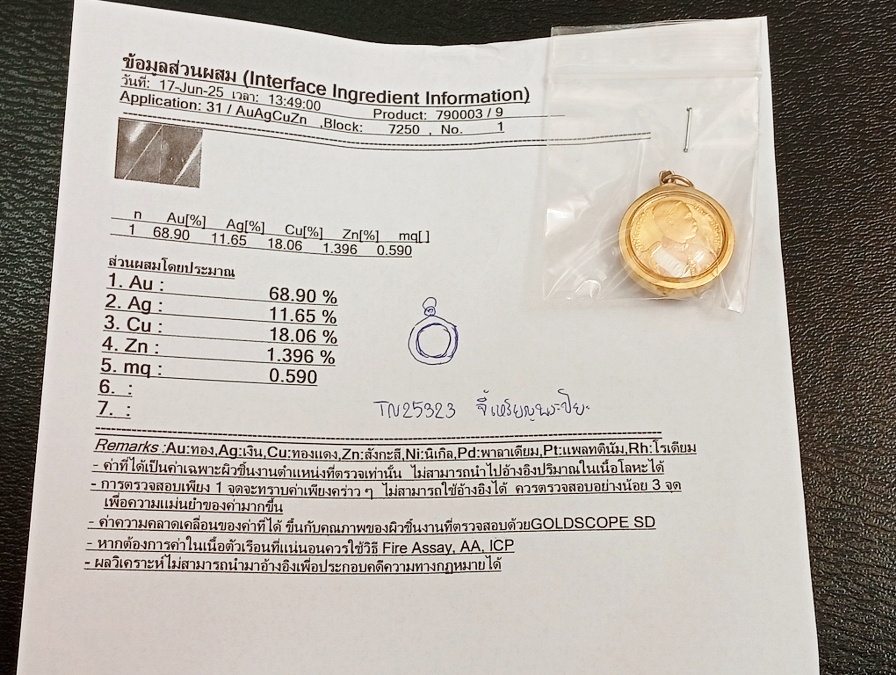 ข้อมูลส่วนผสม (Interface Ingredient Information)
วันที่: 17-Jun-25 เวลา: 13:49:00
Product: 790003 / 9
Application: 31 / AuAgCuZn ,Block: 7250 , No. 1
n Au[%] Ag[%] Cu[%] Zn[%] mq[ ]
1 68.90 11.65 18.06 1.396 0.590
ส่วนผสมโดยประมาณ
1. Au : 68.90 %
2. Ag : 11.65 %
3. Cu : 18.06 %
4. Zn : 1.396 %
5. mq : 0.590
6. :
7. :
TN25323 จี้เหรียญพระปิยะ
Remarks :Au:ทอง,Ag:เงิน,Cu:ทองแดง,Zn:สังกะสี,Ni:นิเกิล,Pd:พาลาเดียม,Pt:แพลทตินัม,Rh:โรเดียม
- ค่าที่ได้เป็นค่าเฉพาะผิวชิ้นงานตำแหน่งที่ตรวจเท่านั้น ไม่สามารถนำไปอ้างอิงปริมาณในเนื้อโลหะได้
- การตรวจสอบเพียง 1 จุดจะทราบค่าเพียงคร่าว ๆ ไม่สามารถใช้อ้างอิงได้ ควรตรวจสอบอย่างน้อย 3 จุด
เพื่อความแม่นยำของค่ามากขึ้น
- ค่าความคลาดเคลื่อนของค่าที่ได้ ขึ้นกับคุณภาพของผิวชิ้นงานที่ตรวจสอบด้วยGOLDSCOPE SD
- หากต้องการค่าในเนื้อตัวเรือนที่แน่นอนควรใช้วิธี Fire Assay, AA, ICP
- ผลวิเคราะห์ไม่สามารถนำมาอ้างอิงเพื่อประกอบคดีความทางกฎหมายได้